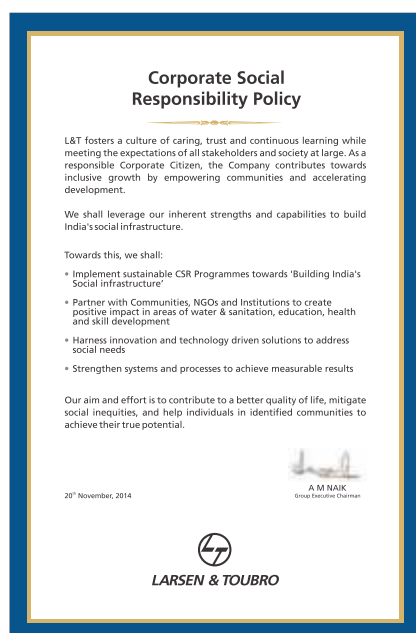 Corporate Social
Responsibility Policy
L&T fosters a culture of caring, trust and continuous learning while
meeting the expectations of all stakeholders and society at large. As a
responsible Corporate Citizen, the Company contributes towards
inclusive growth by empowering communities and accelerating
development.
We shall leverage our inherent strengths and capabilities to build
India's social infrastructure.
Towards this, we shall:
• Implement sustainable CSR Programmes towards 'Building India's
Social infrastructure'
• Partner with Communities, NGOs and Institutions to create
positive impact in areas of water & sanitation, education, health
and skill development
• Harness innovation and technology driven solutions to address
social needs
• Strengthen systems and processes to achieve measurable results
Our aim and effort is to contribute to a better quality of life, mitigate
social inequities, and help individuals in identified communities to
achieve their true potential.
A M NAIK
20th November, 2014
Group Executive Chairman
LARSEN & TOUBRO